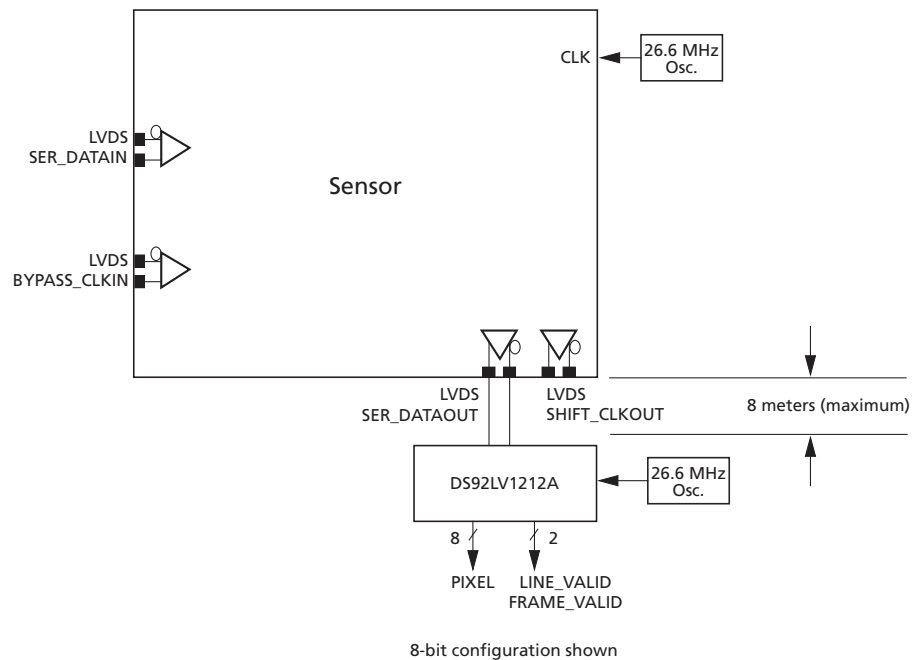 CLK
26.6 MHz
Osc.
LVDS
SER_DATAIN
Sensor
LVDS
BYPASS_CLKIN
LVDS
SER_DATAOUT
LVDS
SHIFT_CLKOUT
8 meters (maximum)
DS92LV1212A
26.6 MHz
Osc.
8
2
PIXEL
LINE_VALID
FRAME_VALID
8-bit configuration shown